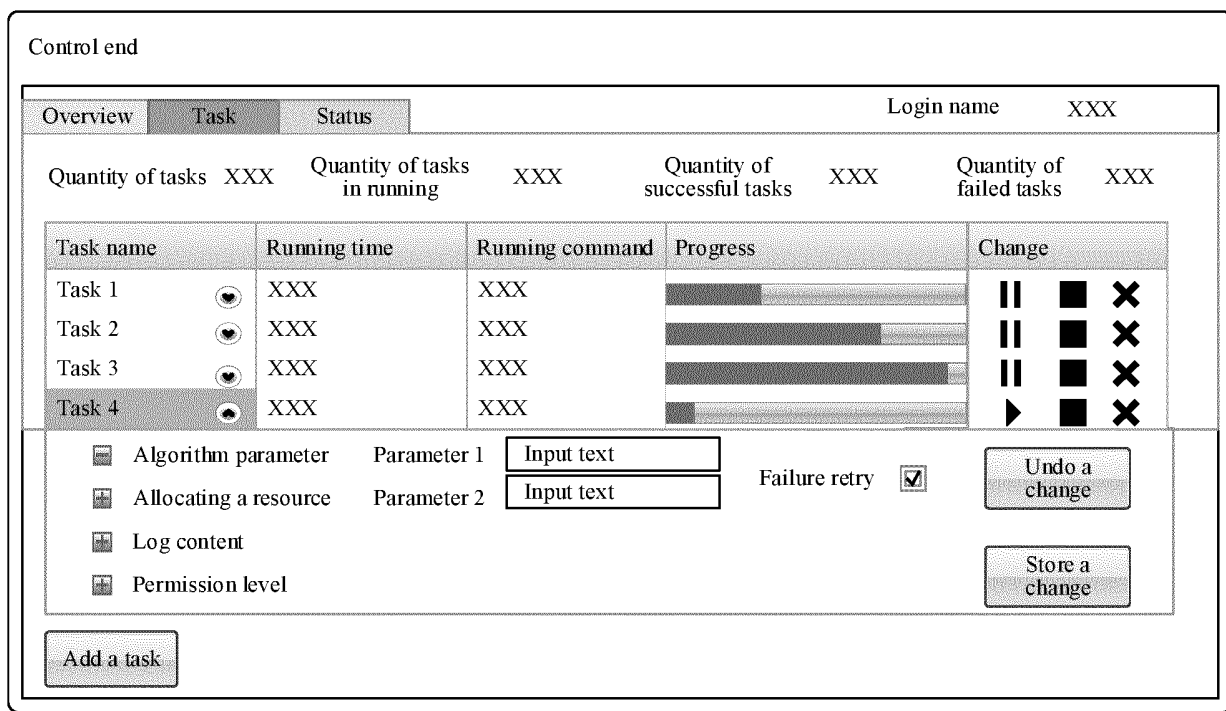 Control end
Overview Task Status Login name XXX
Quantity of tasks XXX Quantity of tasks in running XXX Quantity of successful tasks XXX Quantity of failed tasks XXX
Task name Running time Running command Progress Change
Task 1 XXX XXX
Task 2 XXX XXX
Task 3 XXX XXX
Task 4 XXX XXX
Algorithm parameter Parameter 1 Input text
Allocating a resource Parameter 2 Input text
Failure retry
Undo a change
Log content
Permission level
Store a change
Add a task